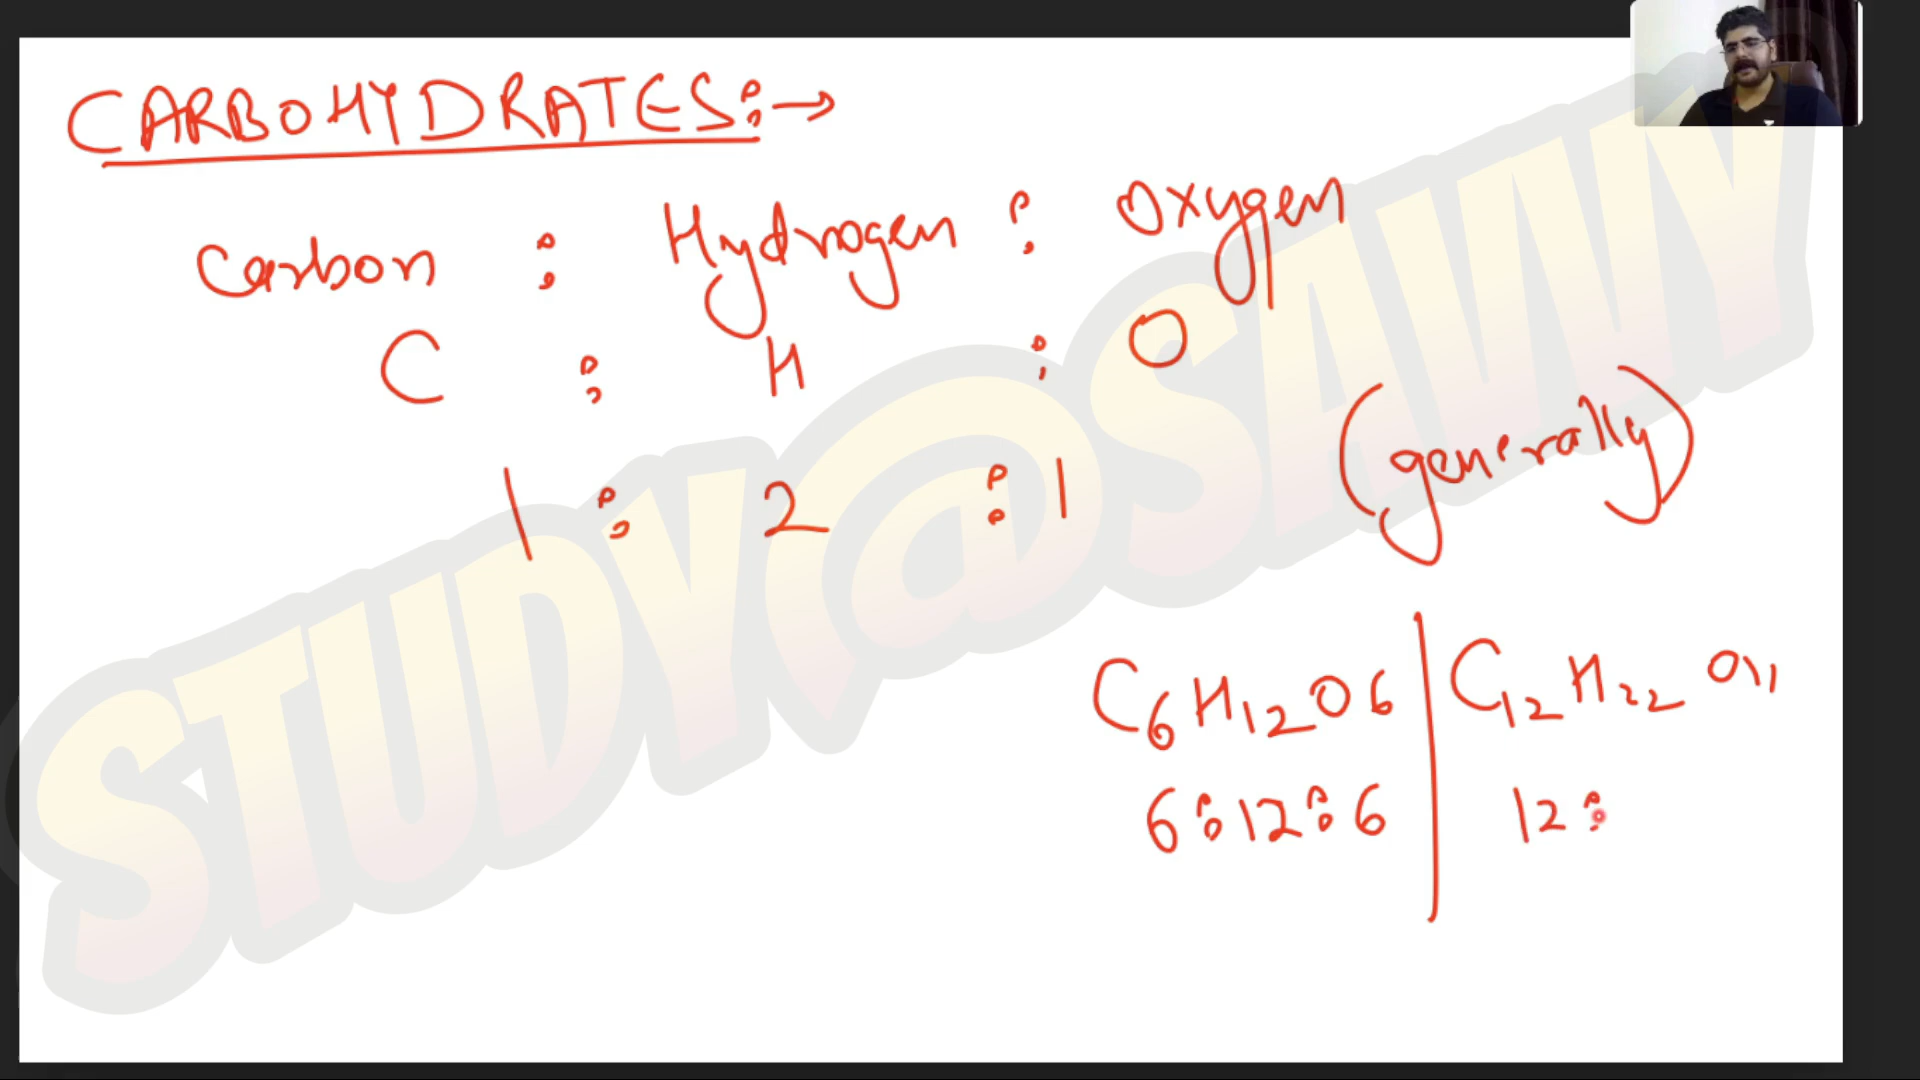 CARBOHYDRATES:→
Carbon : Hydrogen : Oxygen
C : H : O
1 : 2 : 1 (generally)
C6H12O6 | C12H22O11
6:12:6 | 12:
STUDY@SAVVY